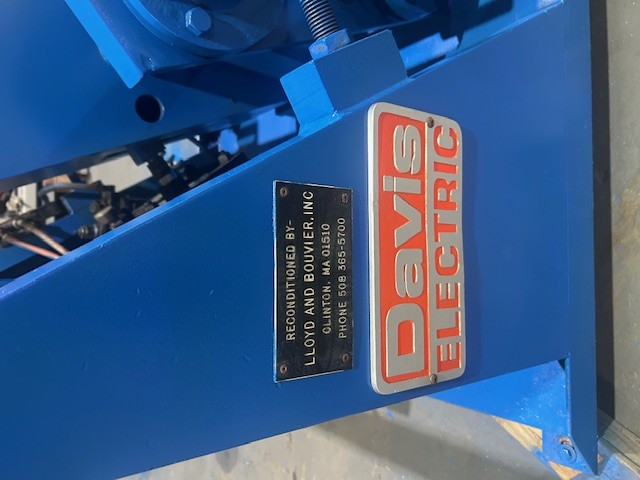 RECONDITIONED BY-
LLOYD AND BOUVIER, INC
CLINTON, MA 01510
PHONE 508 365-5700
Davis
ELECTRIC